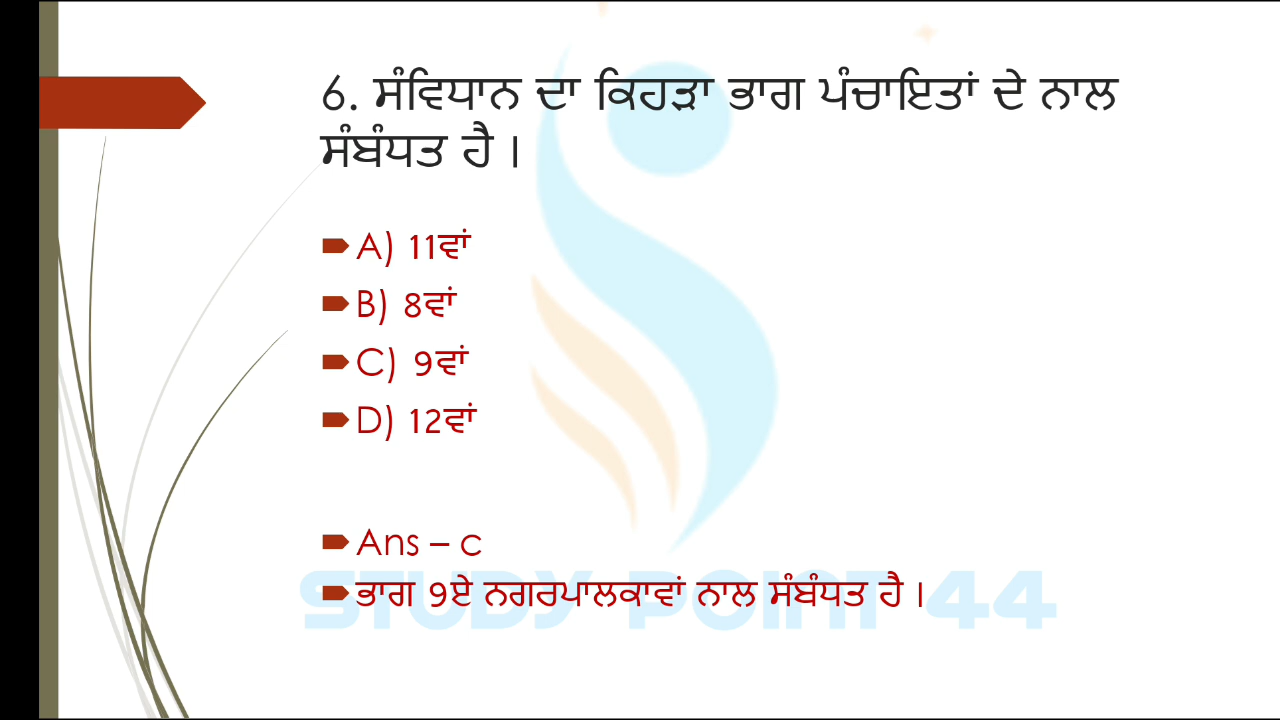 6. ਸੰਵਿਧਾਨ ਦਾ ਕਿਹੜਾ ਭਾਗ ਪੰਚਾਇਤਾਂ ਦੇ ਨਾਲ
ਸੰਬੰਧਤ ਹੈ ।
A) 11ਵਾਂ
B) 8ਵਾਂ
C) 9ਵਾਂ
D) 12ਵਾਂ
Ans – c
ਭਾਗ 9ਏ ਨਗਰਪਾਲਕਾਵਾਂ ਨਾਲ ਸੰਬੰਧਤ ਹੈ ।
STUDY POINT 44